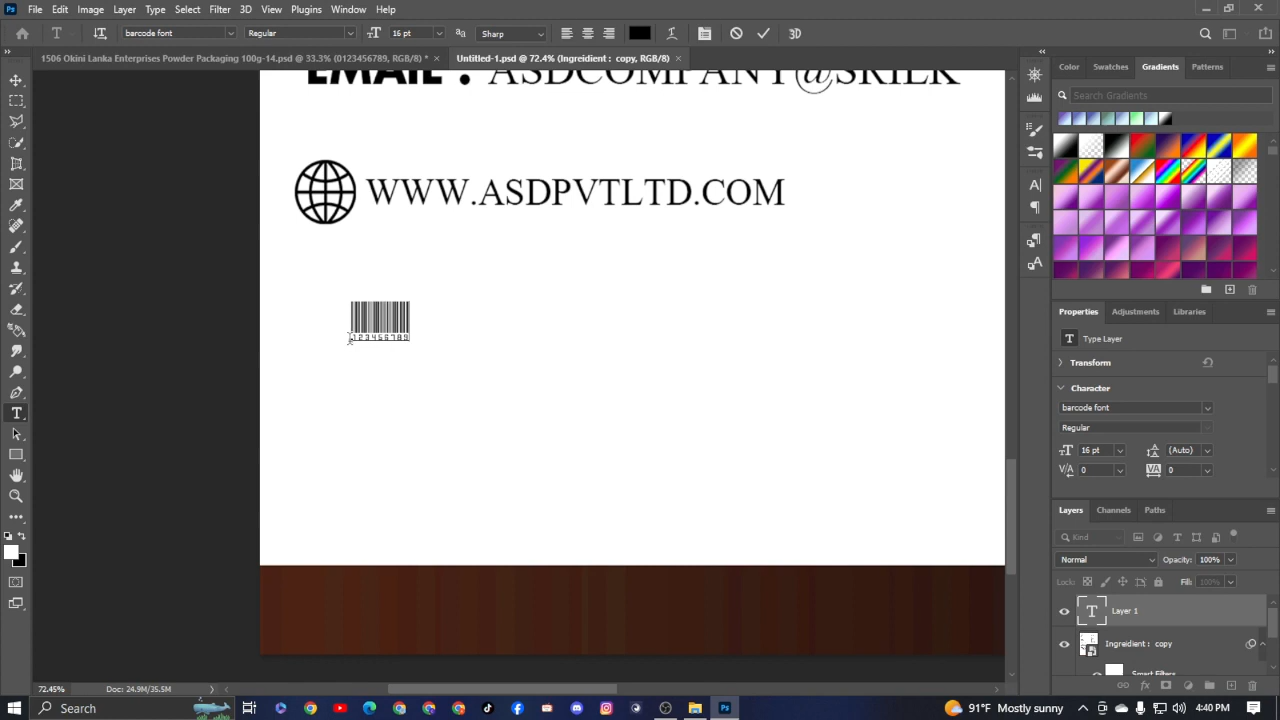 File Edit Image Layer Type Select Filter 3D View Plugins Window Help
barcode font Regular 16 pt Sharp 3D
1506 Okini Lanka Enterprises Powder Packaging 100g-14.psd @ 33.3% (0123456789, RGB/8) *
Untitled-1.psd @ 72.4% (Ingreidient : copy, RGB/8)
EMAIL : ASDCOMPANY@SRILK
WWW.ASDPVTLTD.COM
123456789
Color Swatches Gradients Patterns
Search Gradients
Properties Adjustments Libraries
Type Layer
Transform
Character
barcode font
Regular
16 pt (Auto)
0 0
Layers Channels Paths
Kind
Normal Opacity: 100%
Lock: Fill: 100%
Layer 1
Ingreidient : copy
Smart Filters
72.45% Doc: 24.9M/35.5M
Search
91°F Mostly sunny
4:40 PM